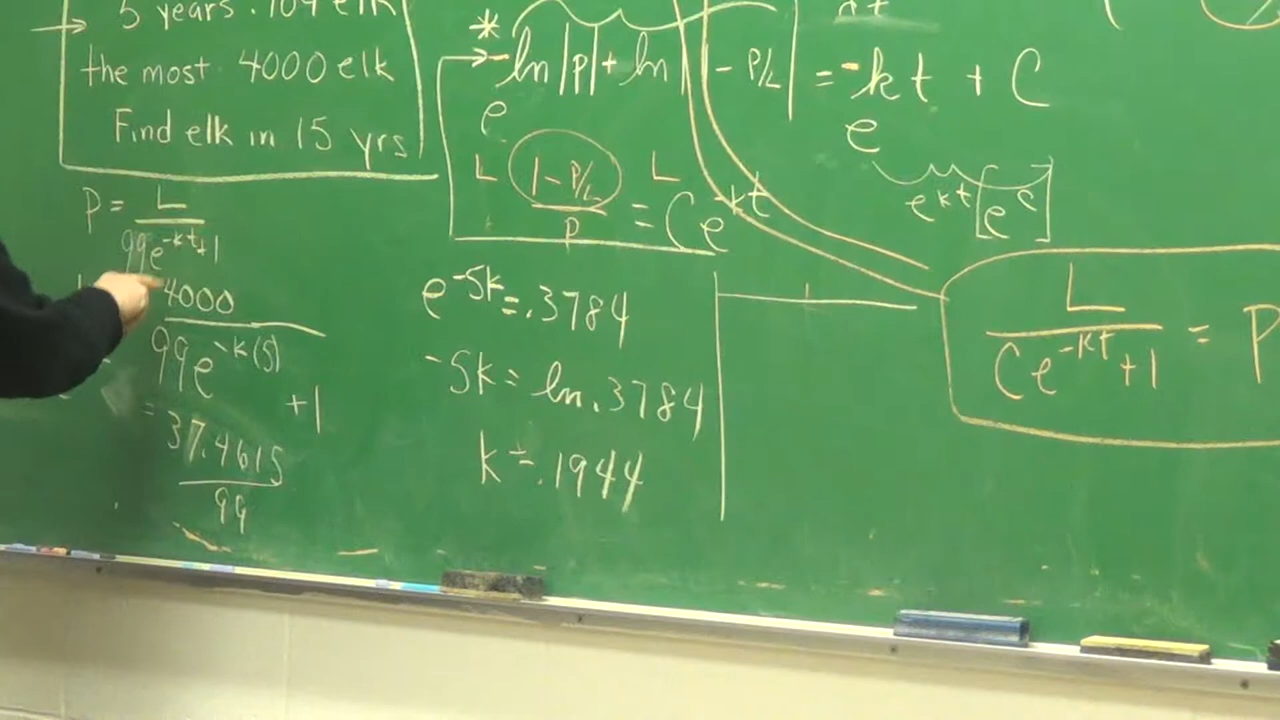 5 years . 104 elk
the most 4000 elk
Find elk in 15 yrs
P = L / 99e^-kt +1
4000 / 99e^-k(5) +1
= 37.4615 / 99
* -ln|P| + ln|1 - P/L| = -kt + C
e e
e^kt [e^c]
L (1-P/L) / P = L Ce^-kt
e^-5k = .3784
-5k = ln .3784
k ≐ .1944
L / Ce^-kt +1 = P